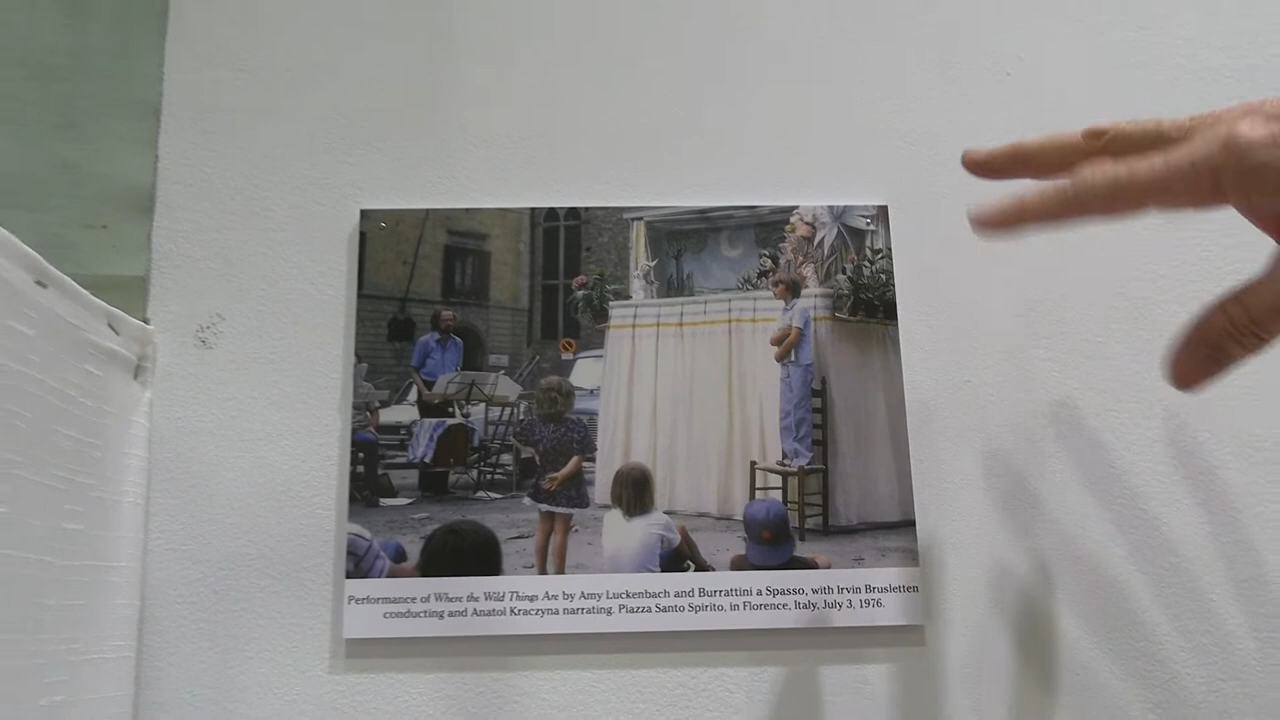 Performance of Where the Wild Things Are by Amy Luckenbach and Burrattini a Spasso, with Irvin Brusletten
conducting and Anatol Kraczyna narrating. Piazza Santo Spirito, in Florence, Italy, July 3, 1976.